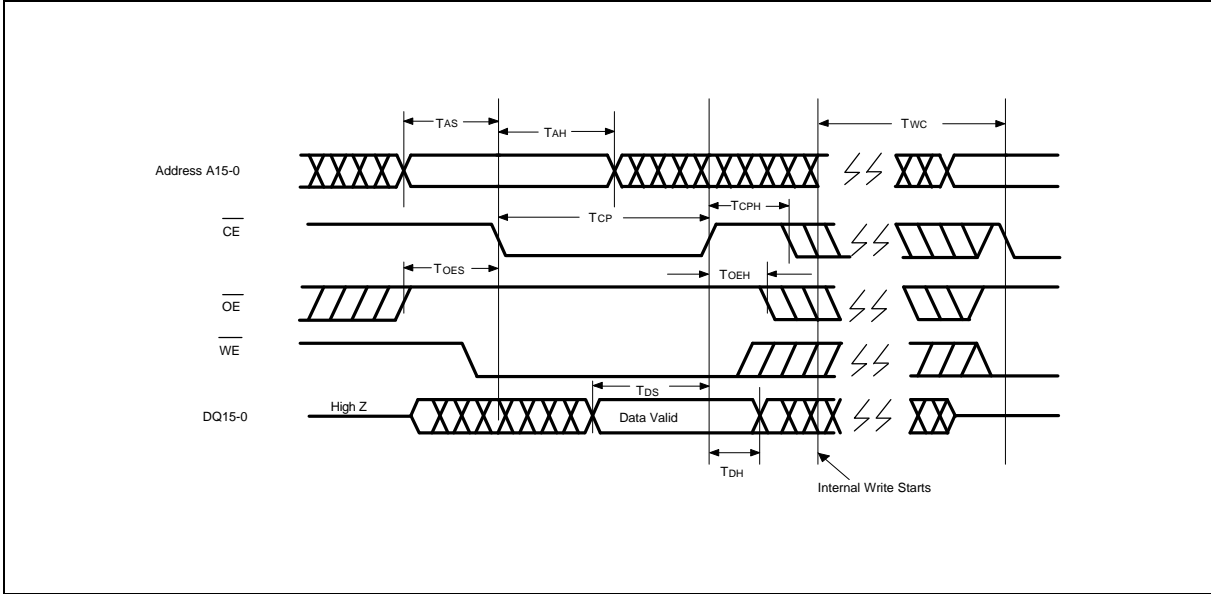 TAS
TAH
TWC
Address A15-0
TCP
TCPH
CE
TOES
TOEH
OE
WE
TDS
High Z
DQ15-0
Data Valid
TDH
Internal Write Starts